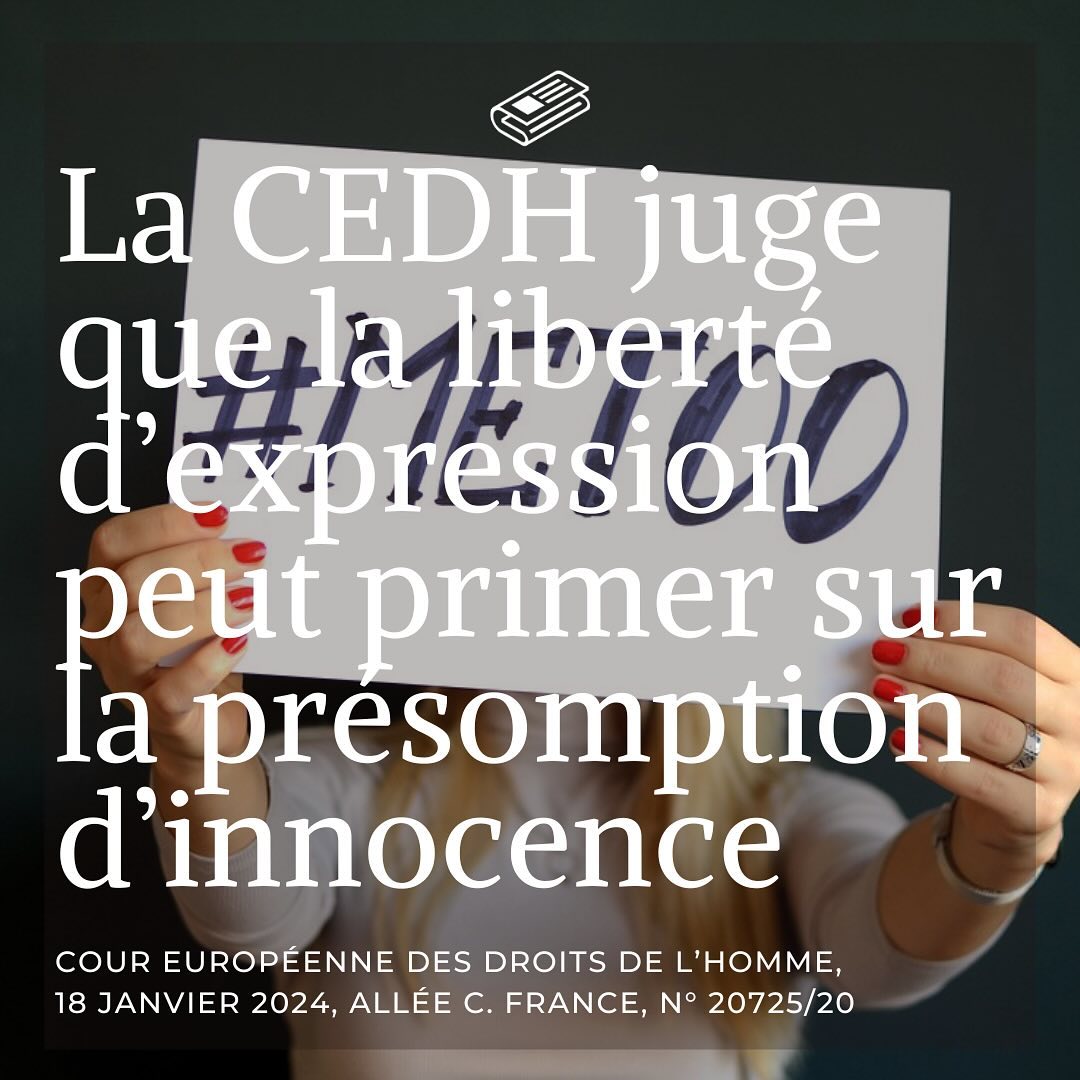 La CEDH juge
que la liberté
d’expression
peut primer sur
la présomption
d’innocence
#METOO
COUR EUROPÉENNE DES DROITS DE L’HOMME,
18 JANVIER 2024, ALLÉE C. FRANCE, N° 20725/20